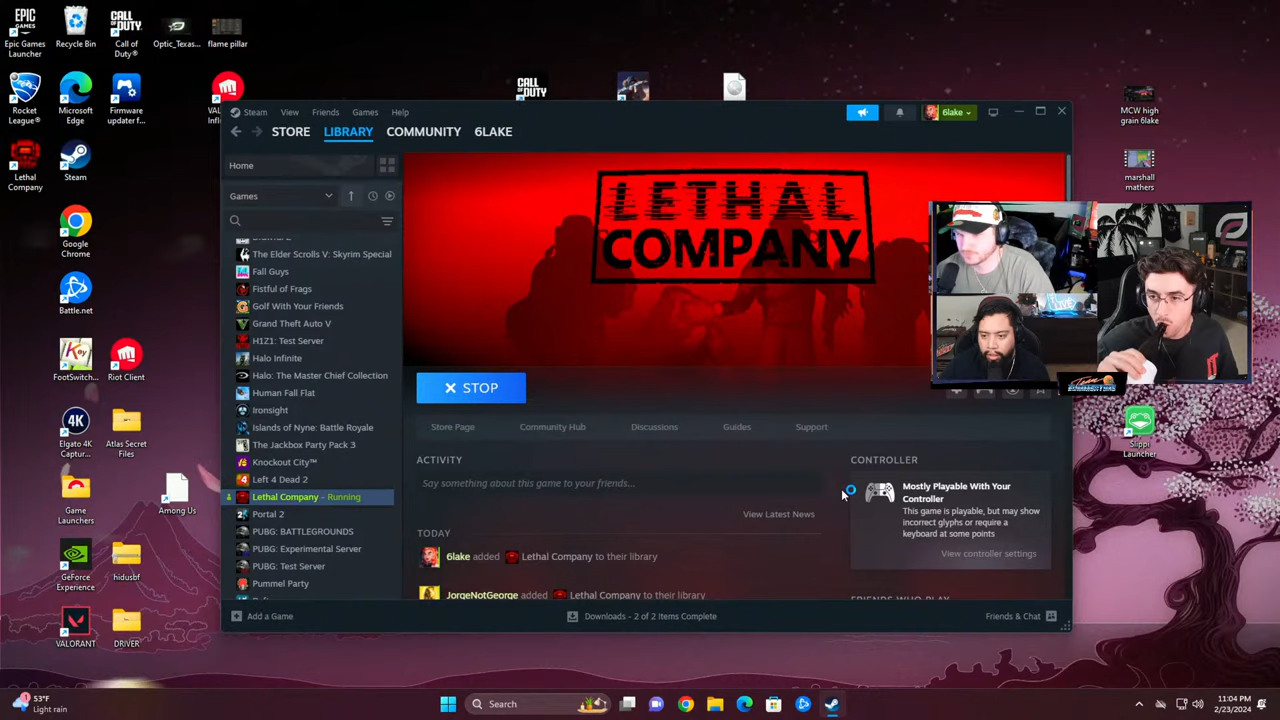 Epic Games
Launcher
Recycle Bin
Call of
Duty®
Optic_Texas...
flame pillar
Rocket
League®
Microsoft
Edge
Firmware
updater f...
Lethal
Company
Steam
Google
Chrome
Battle.net
FootSwitch...
Riot Client
Elgato 4K
Captur...
Atlas Secret
Files
Game
Launchers
Among Us
GeForce
Experience
hidusbf
VALORANT
DRIVER
MCW high
grain 6lake
marshall
mathers
Slippi
Launcher
Steam View Friends Games Help
6lake
STORE LIBRARY COMMUNITY 6LAKE
Home
Games
The Elder Scrolls V: Skyrim Special
Fall Guys
Fistful of Frags
Golf With Your Friends
Grand Theft Auto V
H1Z1: Test Server
Halo Infinite
Halo: The Master Chief Collection
Human Fall Flat
Ironsight
Islands of Nyne: Battle Royale
The Jackbox Party Pack 3
Knockout City™
Left 4 Dead 2
Lethal Company - Running
Portal 2
PUBG: BATTLEGROUNDS
PUBG: Experimental Server
PUBG: Test Server
Pummel Party
LETHAL
COMPANY
STOP
Store Page Community Hub Discussions Guides Support
ACTIVITY
Say something about this game to your friends...
View Latest News
TODAY
6lake added Lethal Company to their library
JorgeNotGeorge added Lethal Company to their library
CONTROLLER
Mostly Playable With Your
Controller
This game is playable, but may show
incorrect glyphs or require a
keyboard at some points
View controller settings
FRIENDS WHO PLAY
Add a Game
Downloads - 2 of 2 Items Complete
Friends & Chat
53°F
Light rain
Search
11:04 PM
2/23/2024